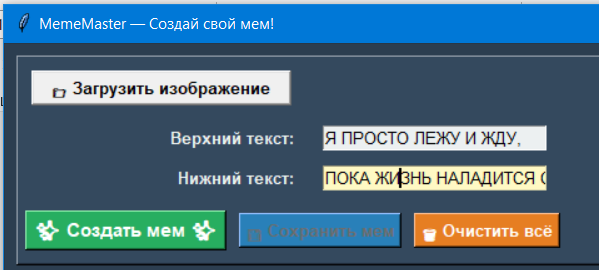 MemeMaster — Создай свой мем!
Загрузить изображение
Верхний текст: Я ПРОСТО ЛЕЖУ И ЖДУ,
Нижний текст: ПОКА ЖИЗНЬ НАЛАДИТСЯ
Создать мем Сохранить мем Очистить всё